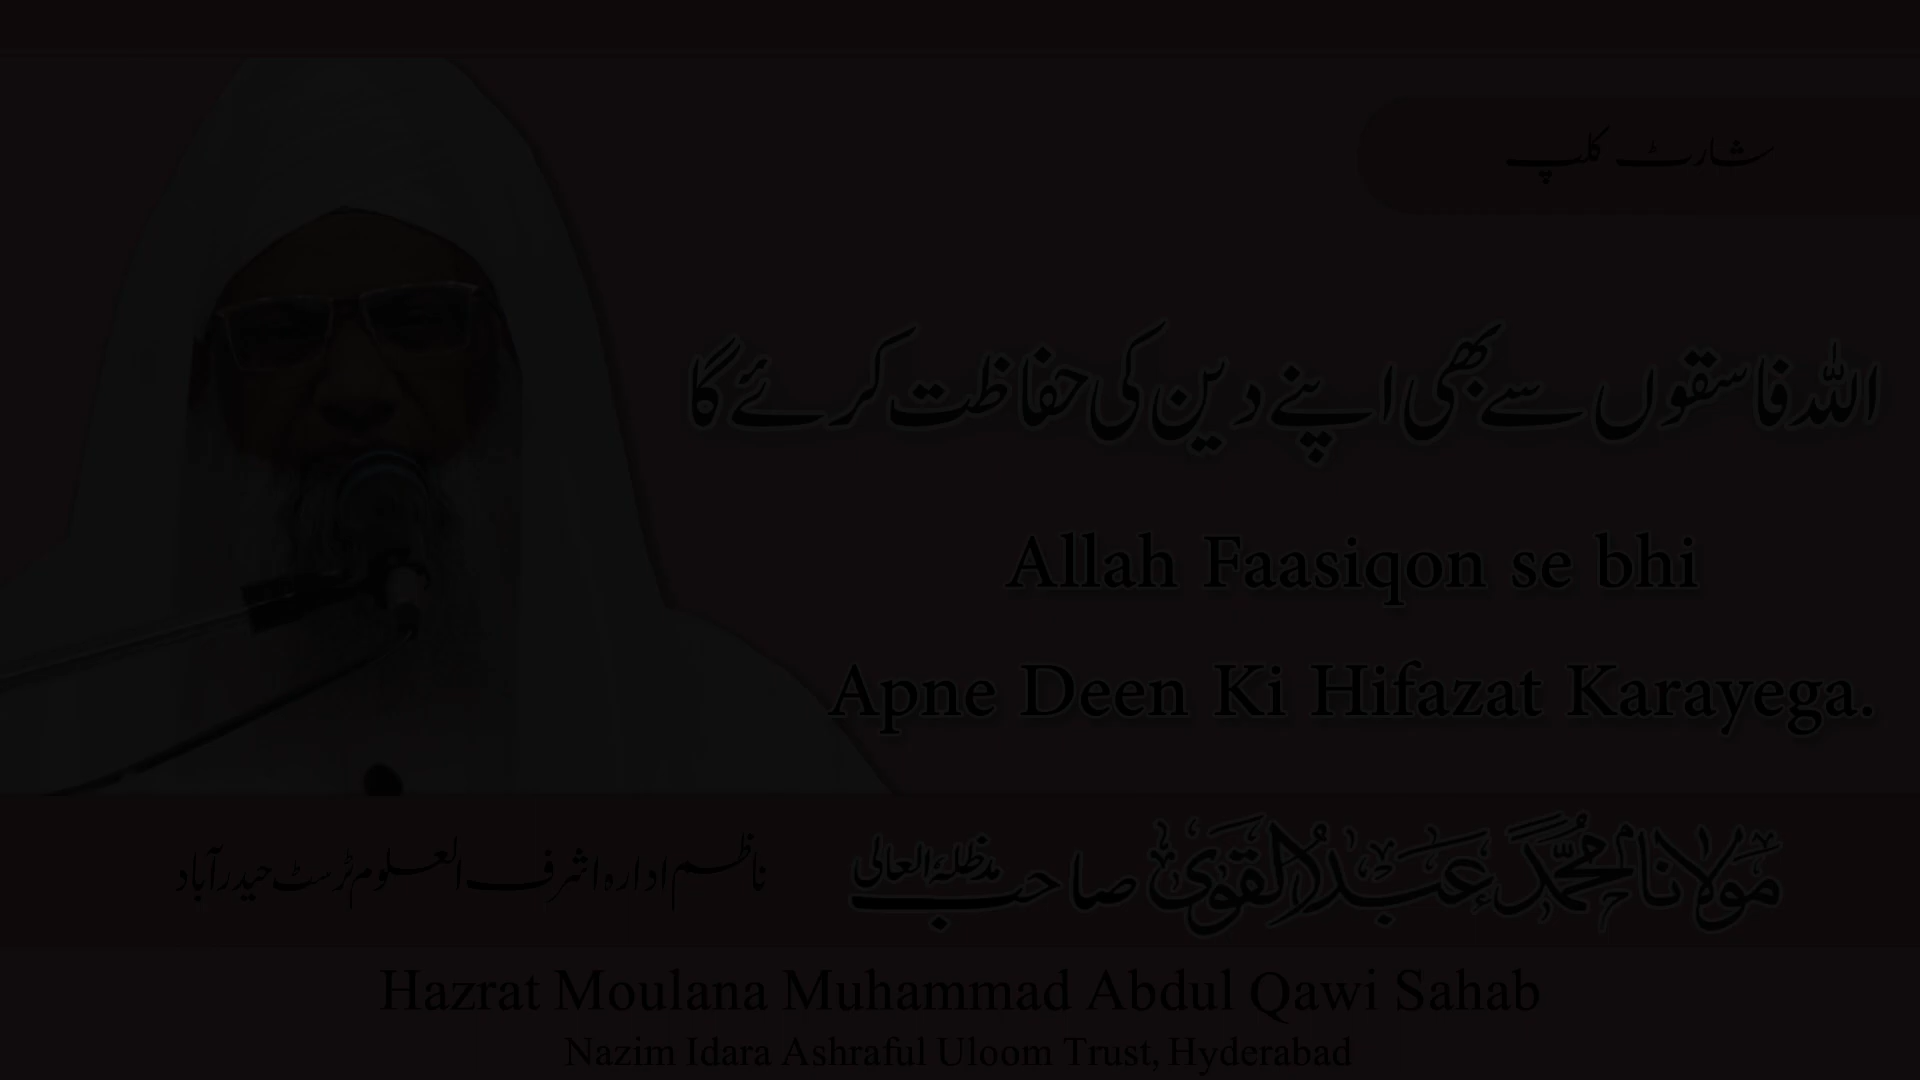 شارٹ کلپ
اللہ فاسقوں سے بھی اپنے دین کی حفاظت کرائے گا
Allah Faasiqon se bhi
Apne Deen Ki Hifazat Karayega.
مولانا محمد عبدالقوی صاحب مدظلہ العالی
ناظم ادارہ اشرف العلوم ٹرسٹ حیدرآباد
Hazrat Moulana Muhammad Abdul Qawi Sahab
Nazim Idara Ashraful Uloom Trust, Hyderabad